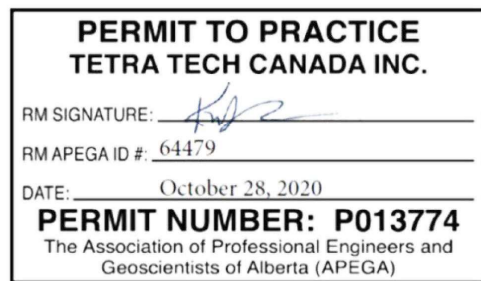 PERMIT TO PRACTICE
TETRA TECH CANADA INC.
RM SIGNATURE:
RM APEGA ID #: 64479
DATE: October 28, 2020
PERMIT NUMBER: P013774
The Association of Professional Engineers and
Geoscientists of Alberta (APEGA)